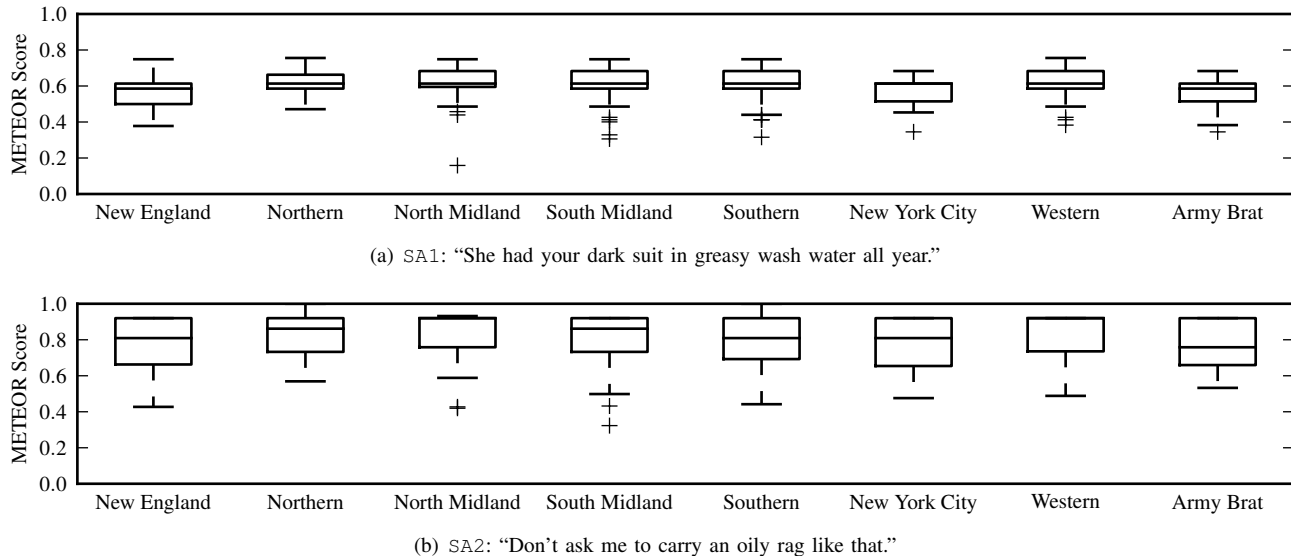 1.0
0.8
0.6
0.4
0.2
0.0
METEOR Score
New England Northern North Midland South Midland Southern New York City Western Army Brat
(a) SA1: “She had your dark suit in greasy wash water all year.”
1.0
0.8
0.6
0.4
0.2
0.0
METEOR Score
New England Northern North Midland South Midland Southern New York City Western Army Brat
(b) SA2: “Don’t ask me to carry an oily rag like that.”